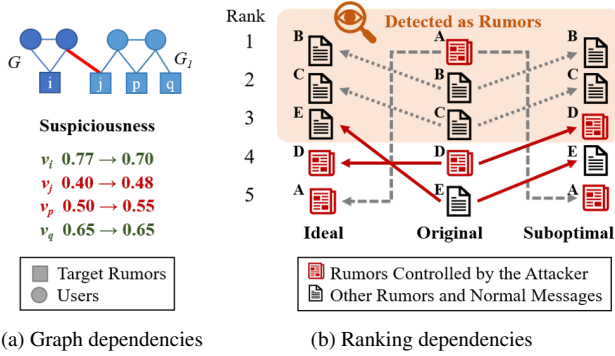 G
G1
i
j
p
q
Suspiciousness
vi 0.77 → 0.70
vj 0.40 → 0.48
vp 0.50 → 0.55
vq 0.65 → 0.65
Target Rumors
Users
(a) Graph dependencies
Rank
Detected as Rumors
1
B
A
B
2
C
B
C
3
E
C
D
4
D
D
E
5
A
E
A
Ideal
Original
Suboptimal
Rumors Controlled by the Attacker
Other Rumors and Normal Messages
(b) Ranking dependencies